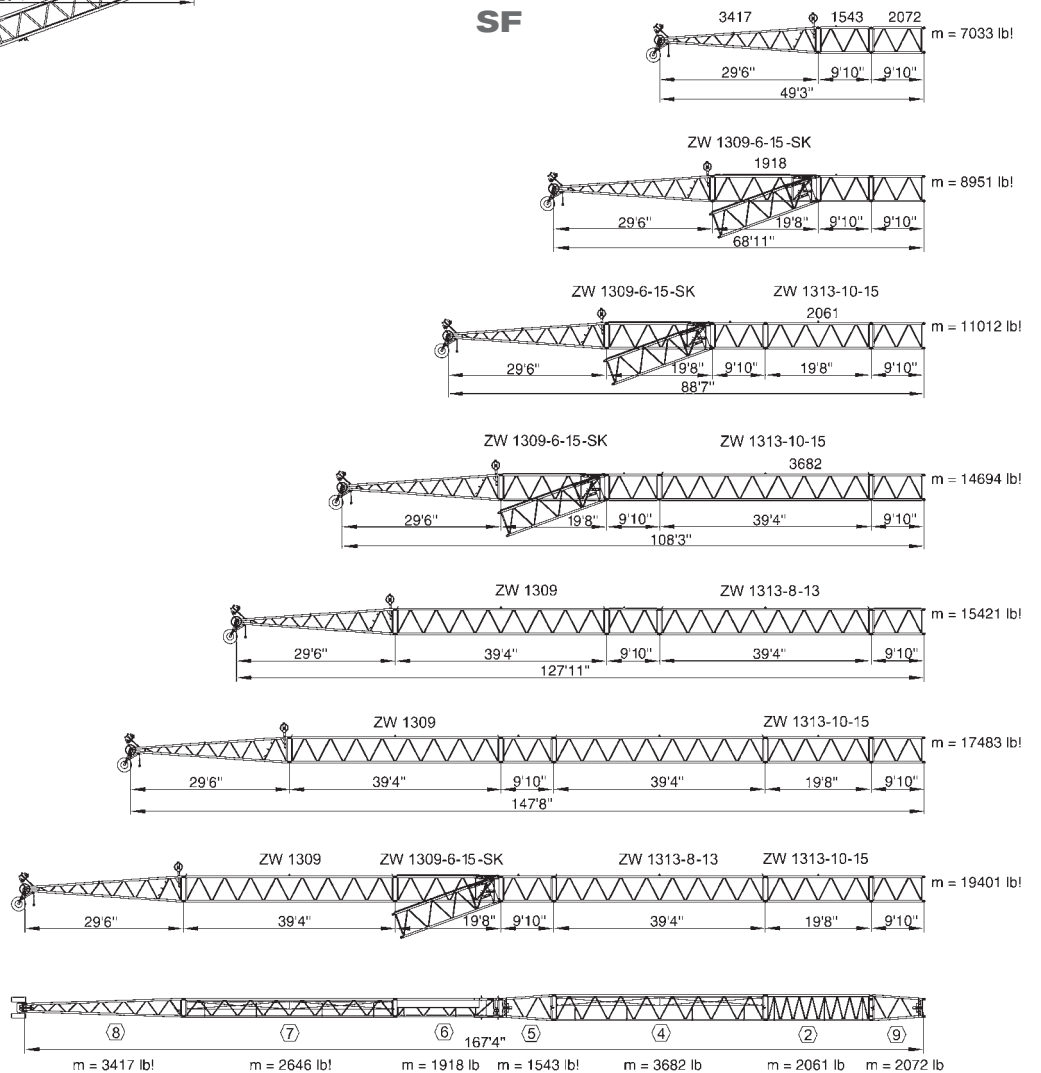 SF
3417 1543 2072
m = 7033 lb!
29'6" 9'10" 9'10"
49'3"
ZW 1309-6-15-SK
1918
m = 8951 lb!
29'6" 19'8" 9'10" 9'10"
68'11"
ZW 1309-6-15-SK ZW 1313-10-15
2061
m = 11012 lb!
29'6" 19'8" 9'10" 19'8" 9'10"
88'7"
ZW 1309-6-15-SK ZW 1313-10-15
3682
m = 14694 lb!
29'6" 19'8" 9'10" 39'4" 9'10"
108'3"
ZW 1309 ZW 1313-8-13
m = 15421 lb!
29'6" 39'4" 9'10" 39'4" 9'10"
127'11"
ZW 1309 ZW 1313-10-15
m = 17483 lb!
29'6" 39'4" 9'10" 39'4" 19'8" 9'10"
147'8"
ZW 1309 ZW 1309-6-15-SK ZW 1313-8-13 ZW 1313-10-15
m = 19401 lb!
29'6" 39'4" 19'8" 9'10" 39'4" 19'8" 9'10"
8 7 6 5 4 2 9
167'4"
m = 3417 lb! m = 2646 lb! m = 1918 lb m = 1543 lb! m = 3682 lb m = 2061 lb m = 2072 lb